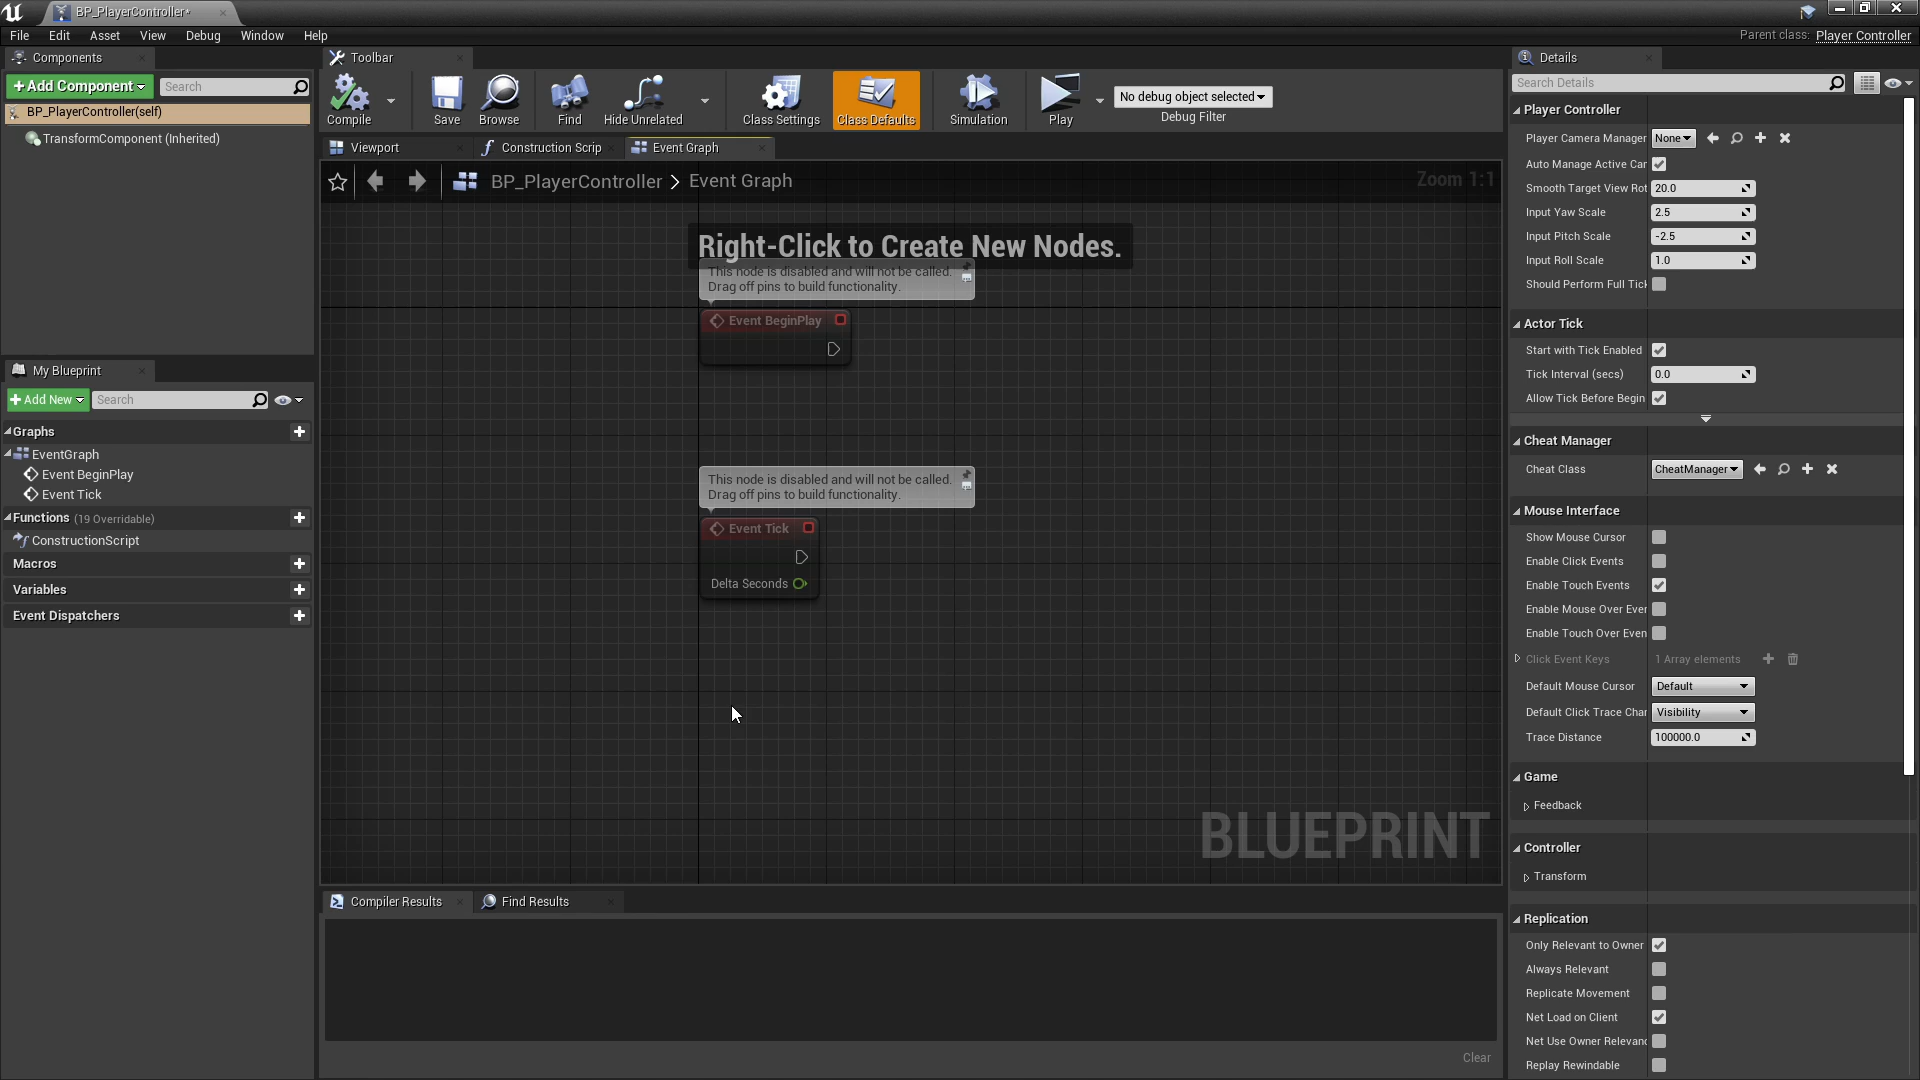 BP_PlayerController*
File Edit Asset View Debug Window Help
Parent class: Player Controller
Components
+Add Component
Search
BP_PlayerController(self)
TransformComponent (Inherited)
My Blueprint
+Add New
Search
Graphs
EventGraph
Event BeginPlay
Event Tick
Functions (19 Overridable)
ConstructionScript
Macros
Variables
Event Dispatchers
Toolbar
Compile
Save
Browse
Find
Hide Unrelated
Class Settings
Class Defaults
Simulation
Play
No debug object selected
Debug Filter
Viewport
Construction Scrip
Event Graph
BP_PlayerController > Event Graph
Zoom 1:1
Right-Click to Create New Nodes.
This node is disabled and will not be called.
Drag off pins to build functionality.
Event BeginPlay
This node is disabled and will not be called.
Drag off pins to build functionality.
Event Tick
Delta Seconds
BLUEPRINT
Compiler Results
Find Results
Clear
Details
Search Details
Player Controller
Player Camera Manager None
Auto Manage Active Car
Smooth Target View Rot 20.0
Input Yaw Scale 2.5
Input Pitch Scale -2.5
Input Roll Scale 1.0
Should Perform Full Tick
Actor Tick
Start with Tick Enabled
Tick Interval (secs) 0.0
Allow Tick Before Begin
Cheat Manager
Cheat Class CheatManager
Mouse Interface
Show Mouse Cursor
Enable Click Events
Enable Touch Events
Enable Mouse Over Ever
Enable Touch Over Even
Click Event Keys 1 Array elements
Default Mouse Cursor Default
Default Click Trace Char Visibility
Trace Distance 100000.0
Game
Feedback
Controller
Transform
Replication
Only Relevant to Owner
Always Relevant
Replicate Movement
Net Load on Client
Net Use Owner Relevanc
Replay Rewindable